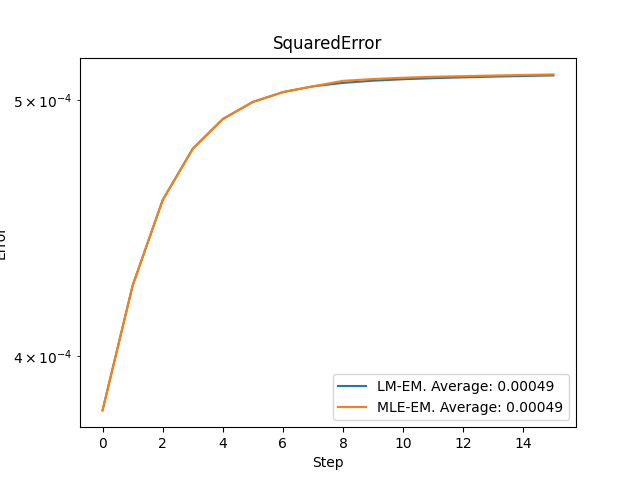 SquaredError
Error
5 × 10⁻⁴
4 × 10⁻⁴
LM-EM. Average: 0.00049
MLE-EM. Average: 0.00049
0 2 4 6 8 10 12 14
Step